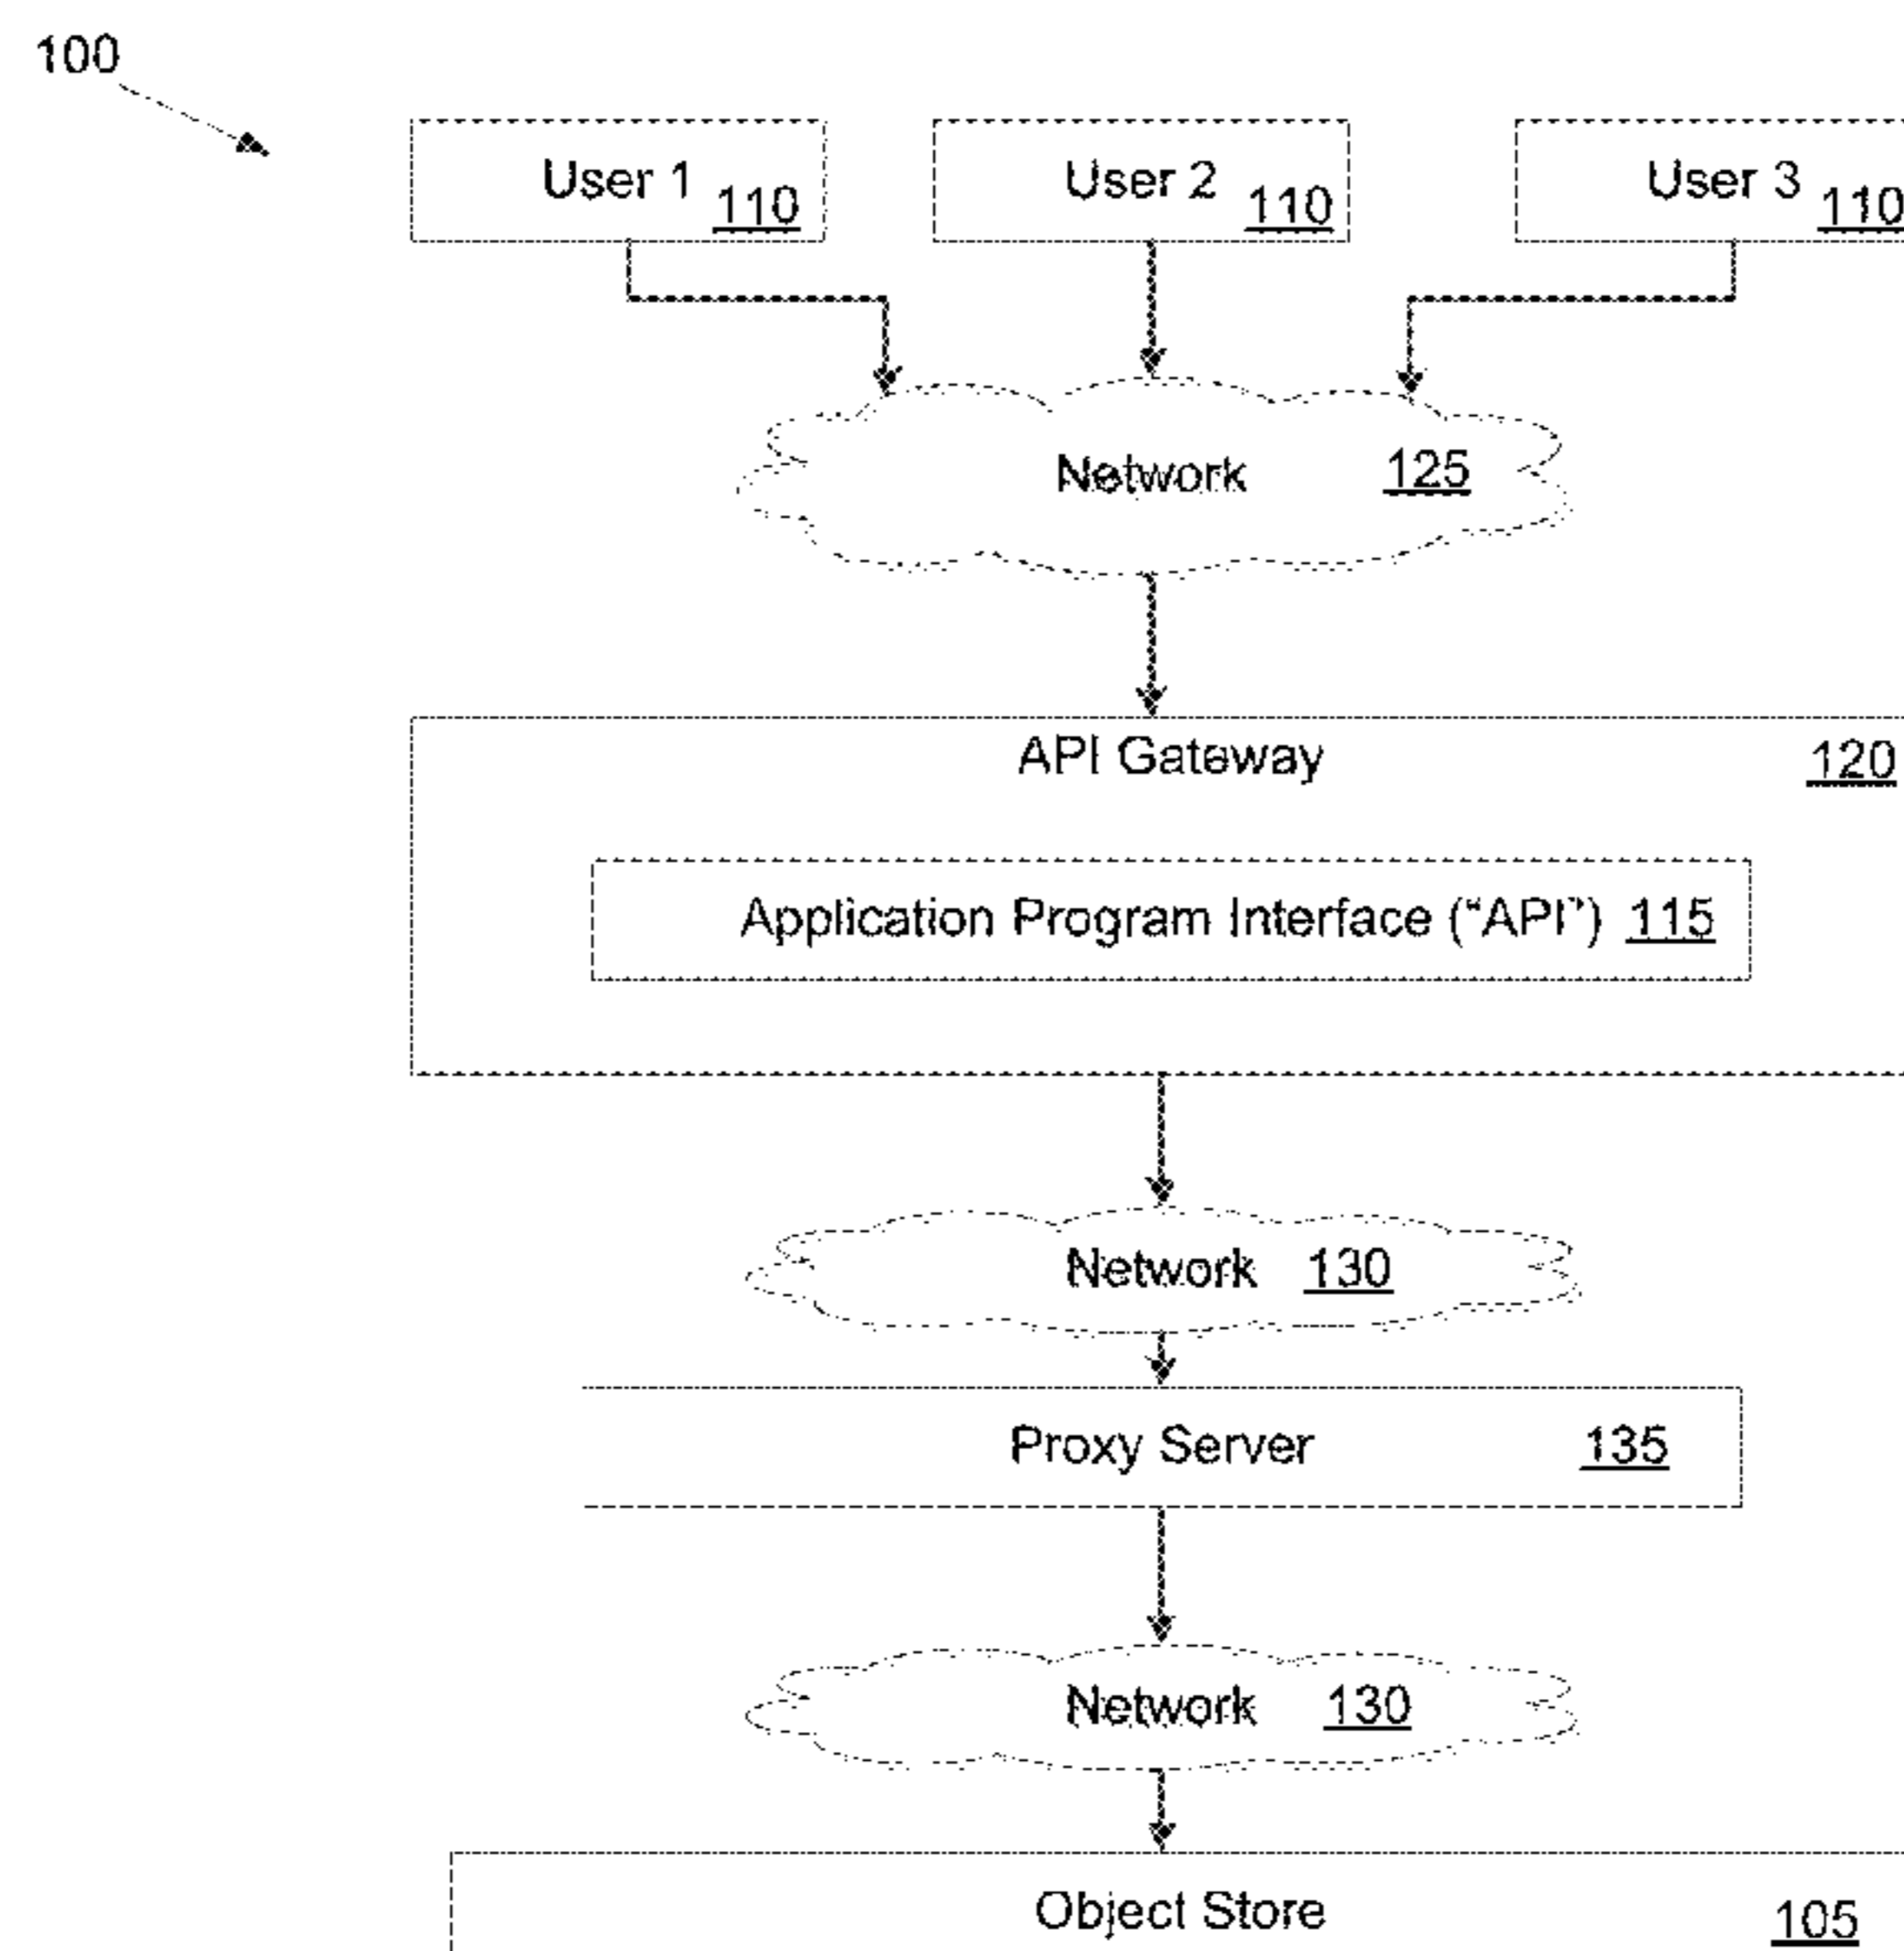 100
User 1 110
User 2 110
User 3 110
Network 125
API Gateway 120
Application Program Interface (“API”) 115
Network 130
Proxy Server 135
Network 130
Object Store 105